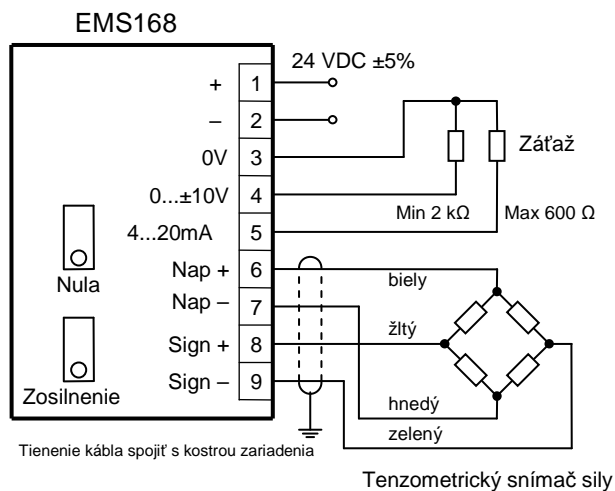 EMS168
24 VDC ±5%
+ 1
– 2
0V 3
Záťaž
0...±10V 4
Min 2 kΩ Max 600 Ω
4...20mA 5
Nap + 6
biely
Nula
Nap – 7
žltý
Sign + 8
Sign – 9
Zosilnenie
hnedý
zelený
Tienenie kábla spojiť s kostrou zariadenia
Tenzometrický snímač sily